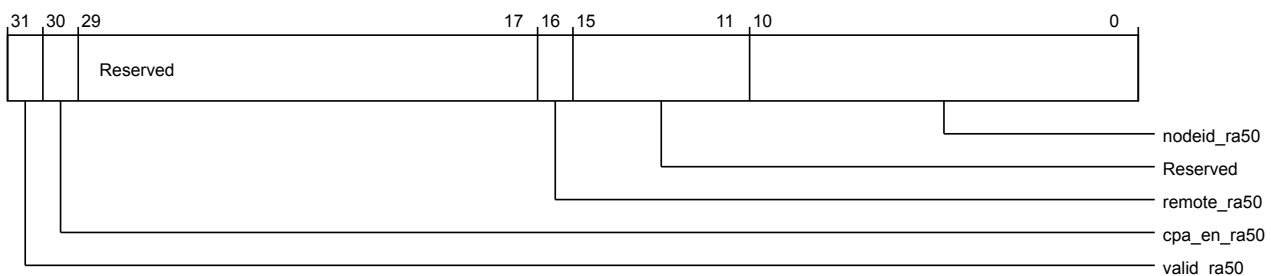 31 30 29 17 16 15 11 10 0
Reserved
nodeid_ra50
Reserved
remote_ra50
cpa_en_ra50
valid_ra50